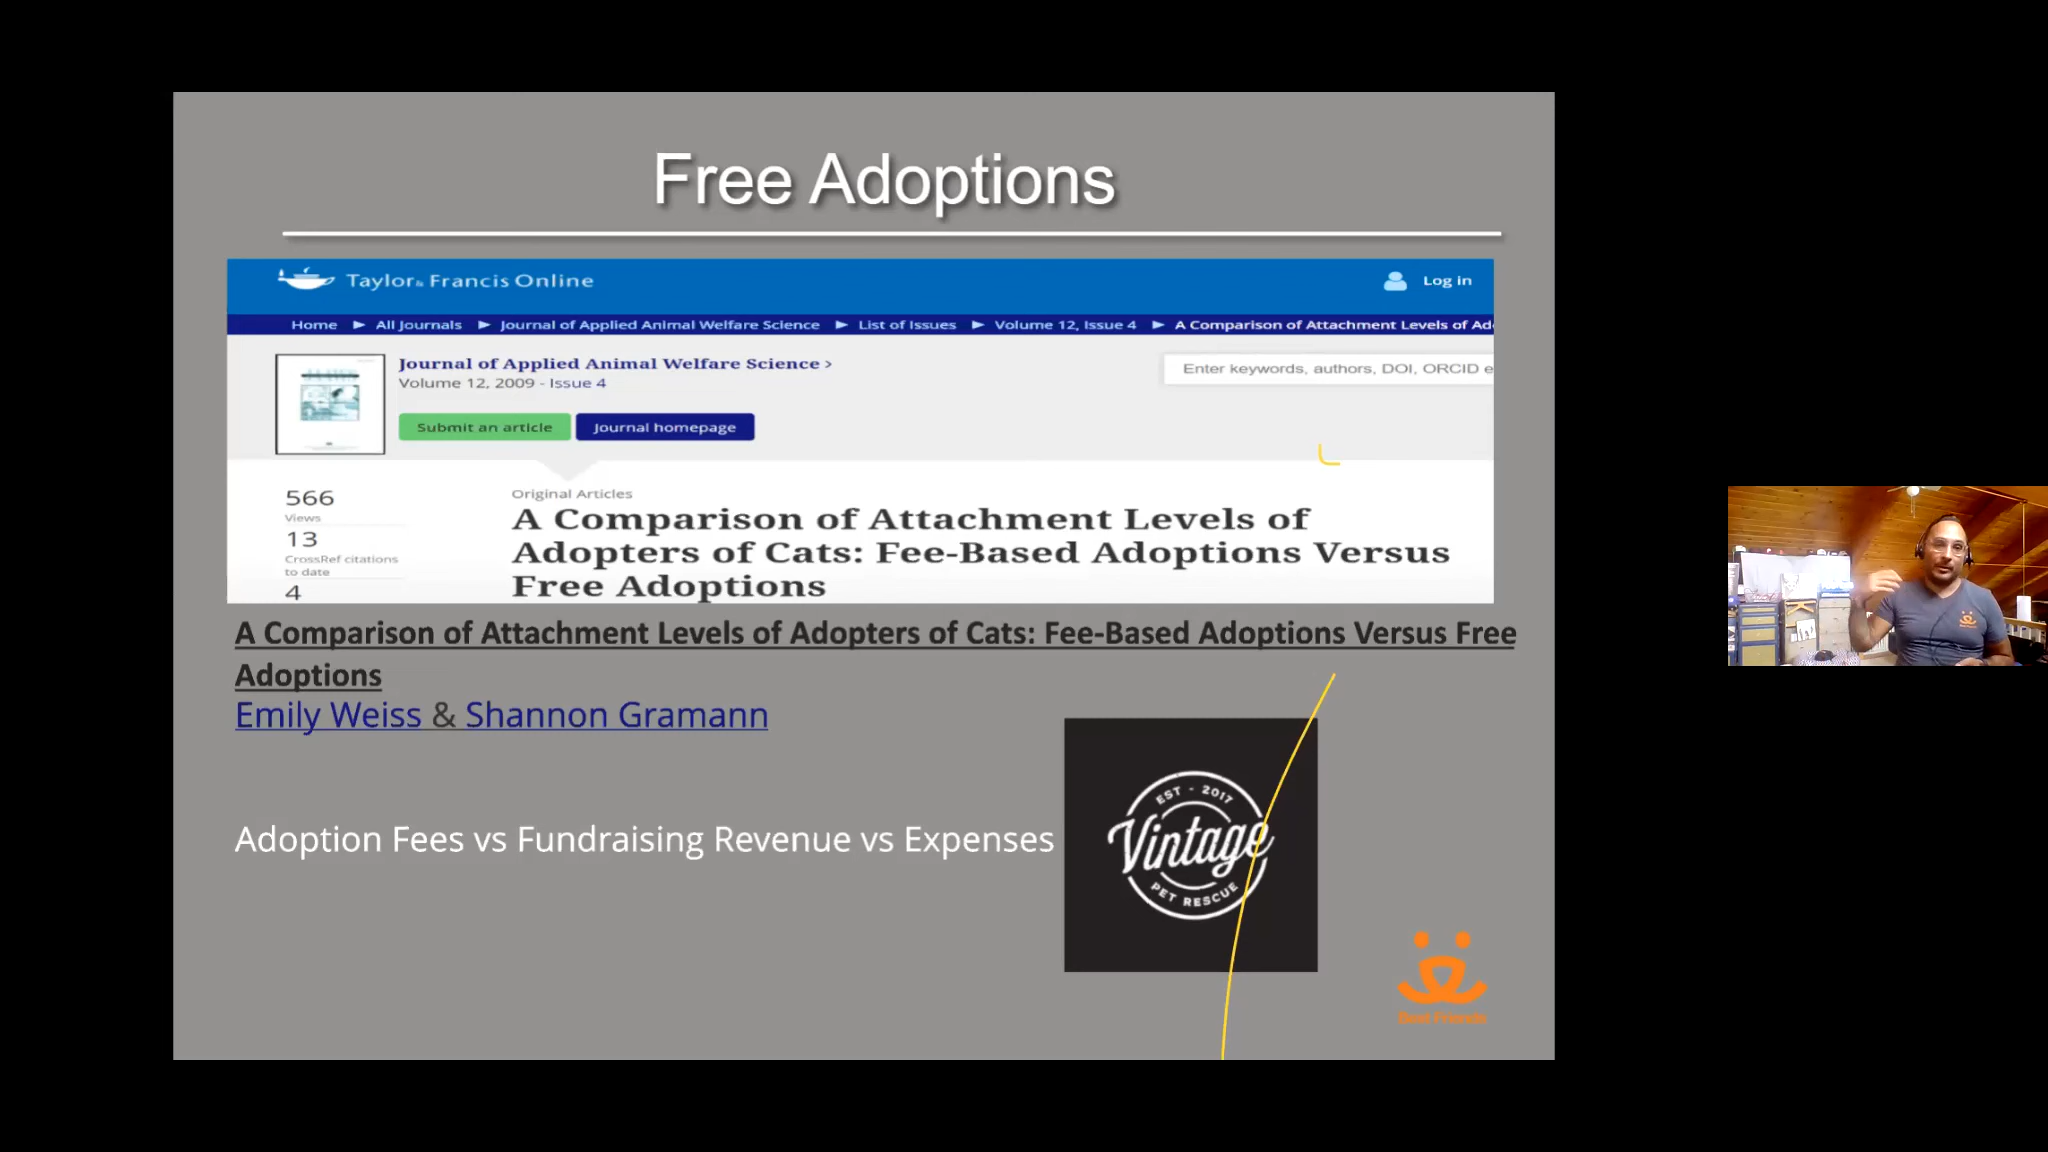 Free Adoptions
Taylor & Francis Online
Log in
Home ► All Journals ► Journal of Applied Animal Welfare Science ► List of Issues ► Volume 12, Issue 4 ► A Comparison of Attachment Levels of Ad
Journal of Applied Animal Welfare Science >
Volume 12, 2009 - Issue 4
Enter keywords, authors, DOI, ORCID e
Submit an article
Journal homepage
566
Views
13
CrossRef citations
to date
4
Original Articles
A Comparison of Attachment Levels of
Adopters of Cats: Fee-Based Adoptions Versus
Free Adoptions
A Comparison of Attachment Levels of Adopters of Cats: Fee-Based Adoptions Versus Free
Adoptions
Emily Weiss & Shannon Gramann
Adoption Fees vs Fundraising Revenue vs Expenses
EST - 2017
Vintage
PET RESCUE
Best Friends